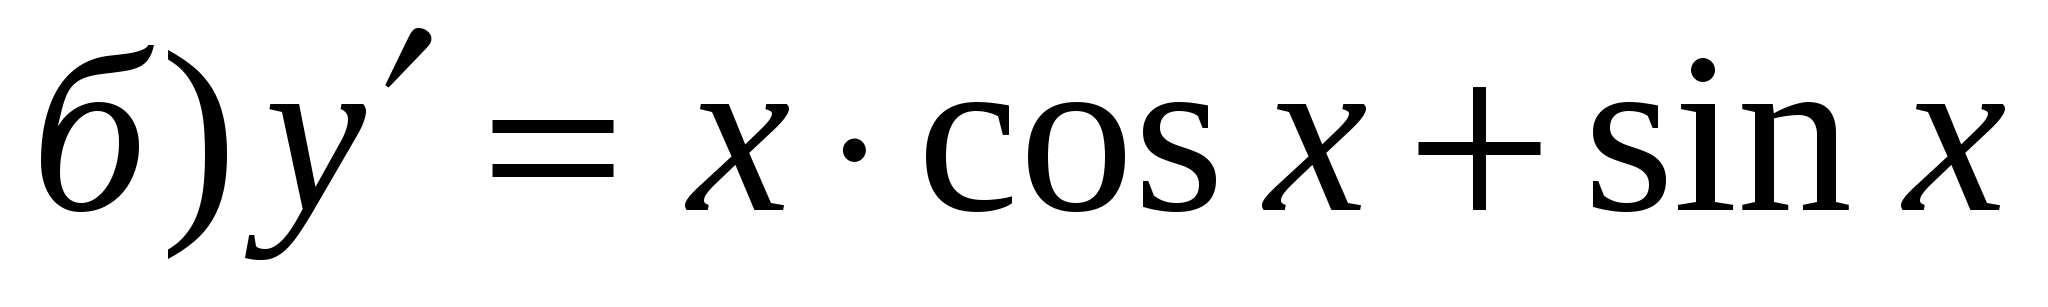 б) y′ = x · cos x + sin x